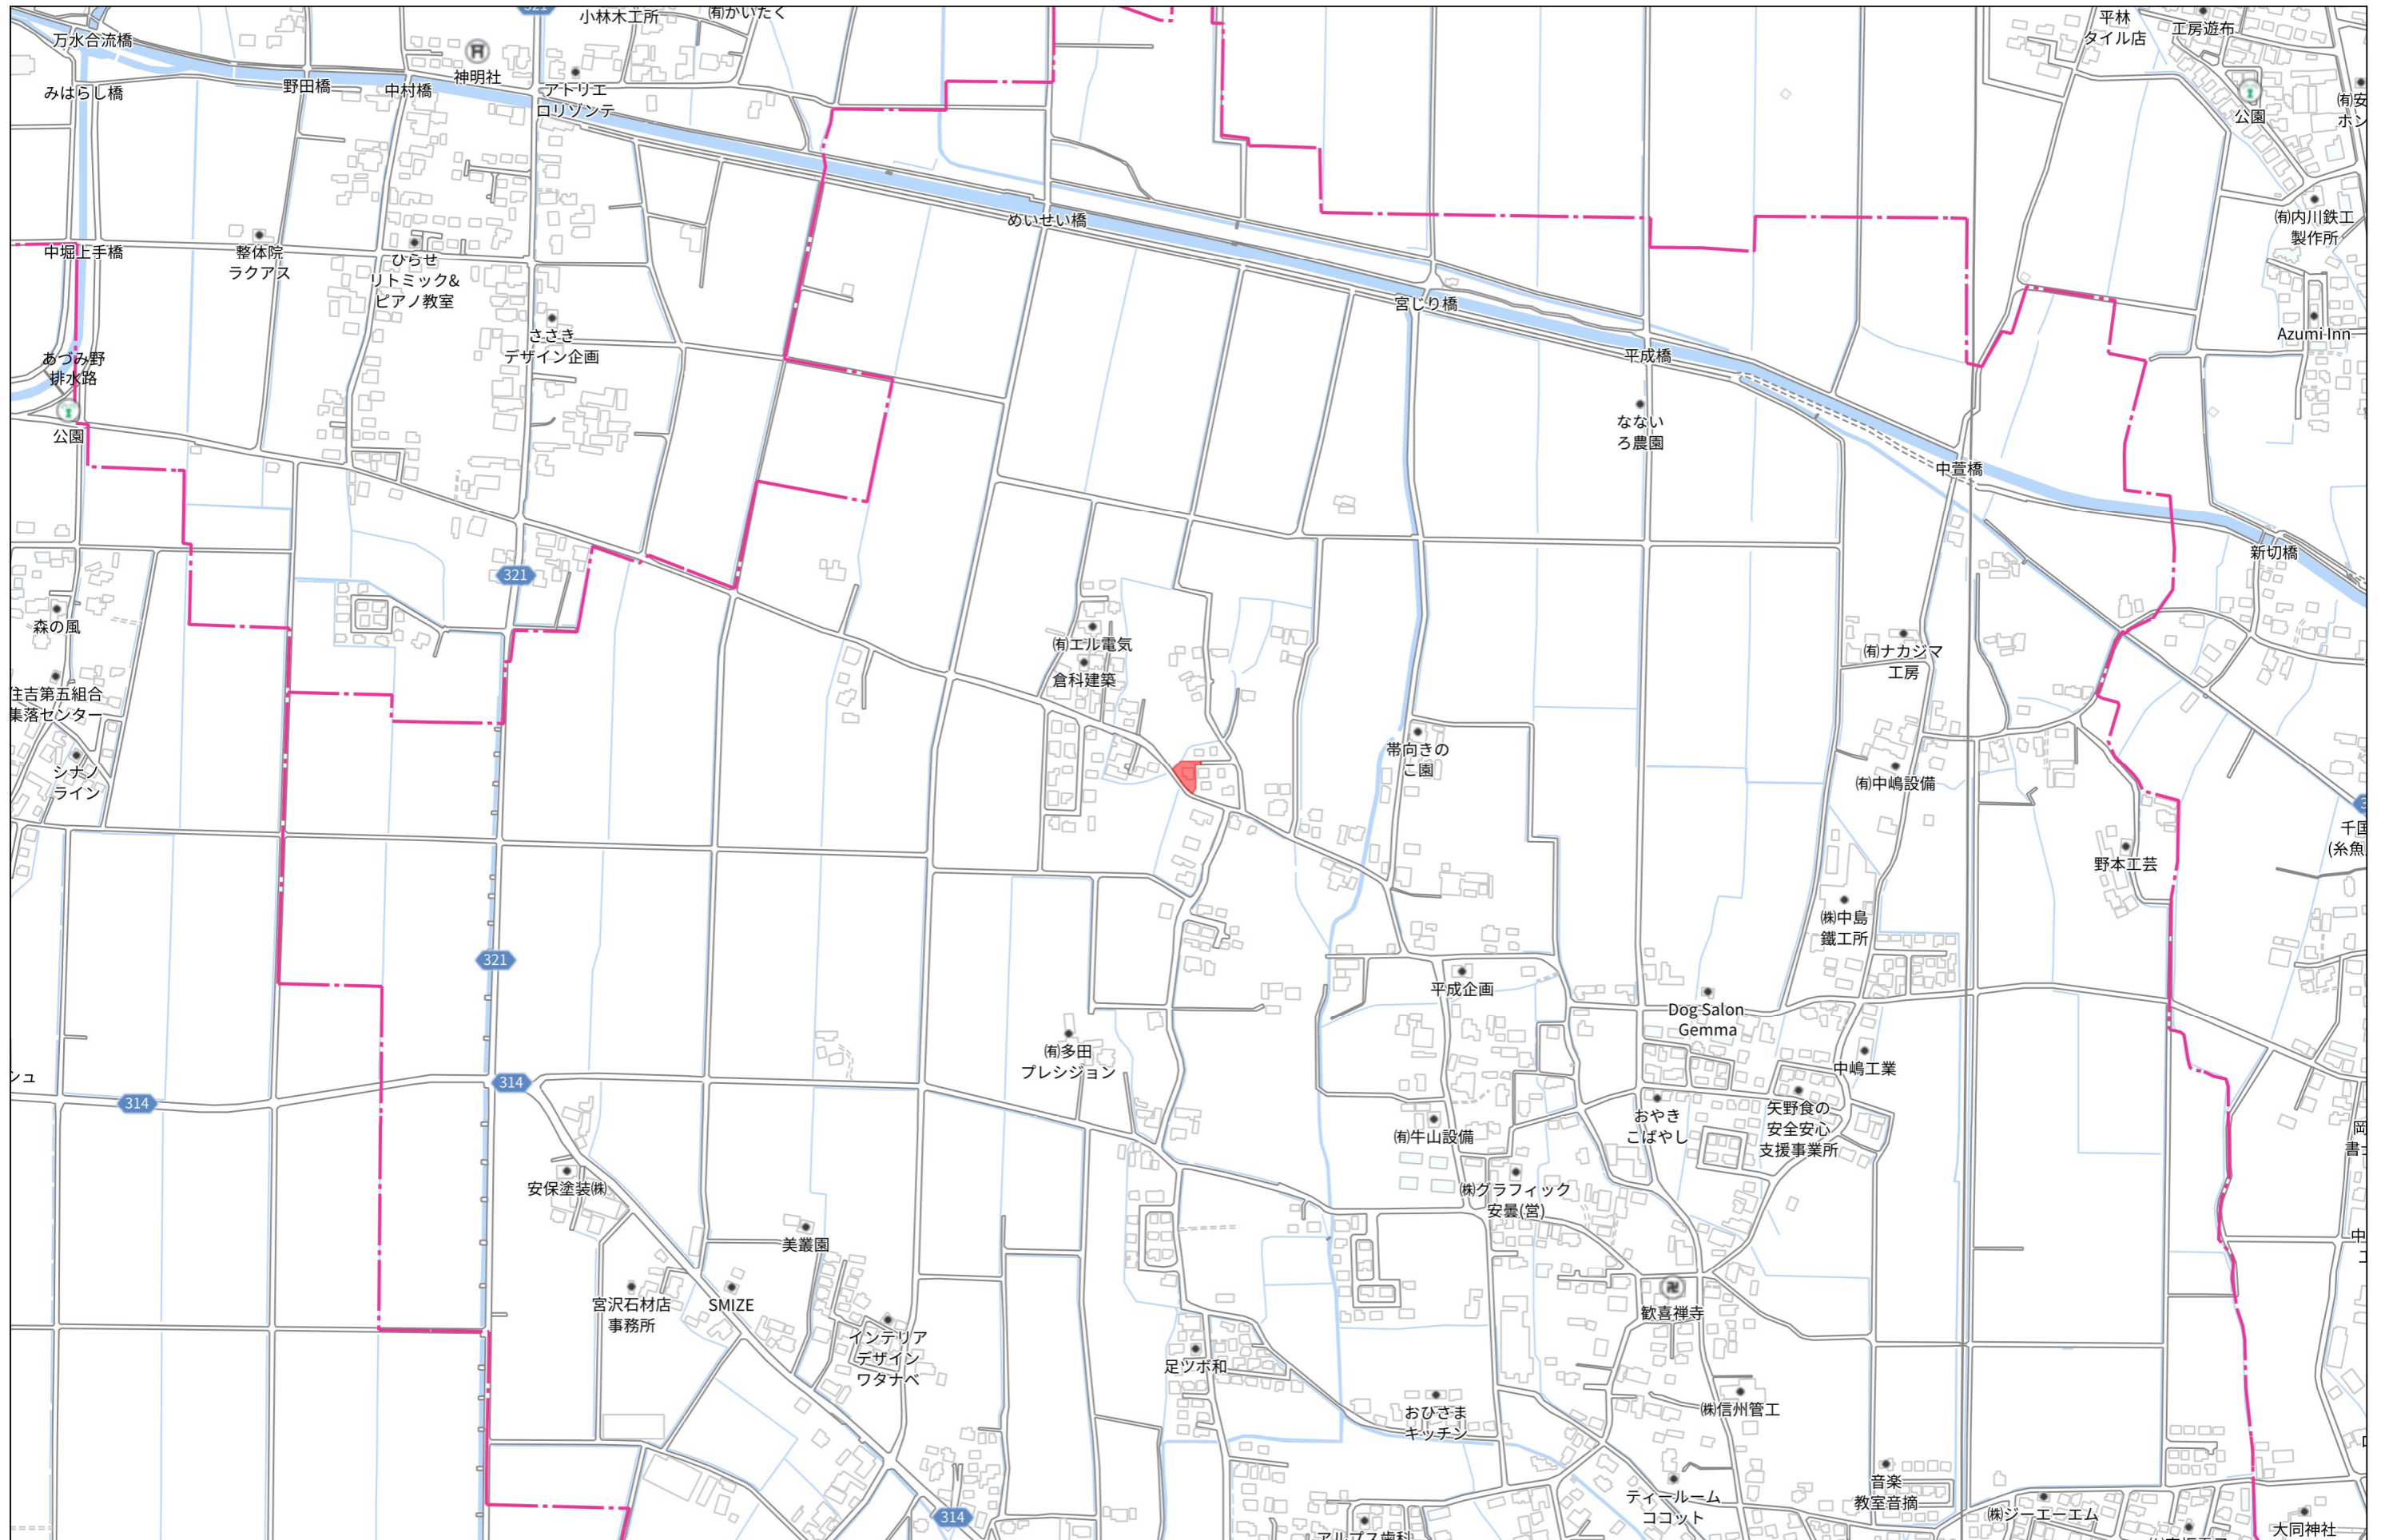 321
小林木工所
㈲かいたく
平林
タイル店
工房遊布
万水合流橋
みはらし橋
野田橋
中村橋
神明社
アトリエ
ロリゾンテ
公園
㈲安
ホン
中堀上手橋
整体院
ラクアス
ひらせ
リトミック&
ピアノ教室
めいせい橋
㈲内川鉄工
製作所
宮じり橋
ささき
デザイン企画
Azumi Inn
あづみ野
排水路
公園
平成橋
なない
ろ農園
中萱橋
新切橋
321
森の風
㈲エル電気
倉科建築
㈲ナカジマ
工房
住吉第五組合
集落センター
シナノ
ライン
帯向きの
こ園
㈲中嶋設備
千国
(糸魚
野本工芸
㈱中島
鐵工所
321
平成企画
Dog Salon
Gemma
㈲多田
プレシジョン
シュ
中嶋工業
314
314
おやき
こばやし
矢野食の
安全安心
支援事業所
㈲牛山設備
岡
書士
安保塗装㈱
㈱グラフィック
安曇(営)
美叢園
中
エ
宮沢石材店
事務所
SMIZE
歓喜禅寺
インテリア
デザイン
ワタナベ
足ツボ和
おひさま
キッチン
㈱信州管工
音楽
教室音摘
ティールーム
ココット
314
㈱ジーエーエム
アルプス歯科
大同神社